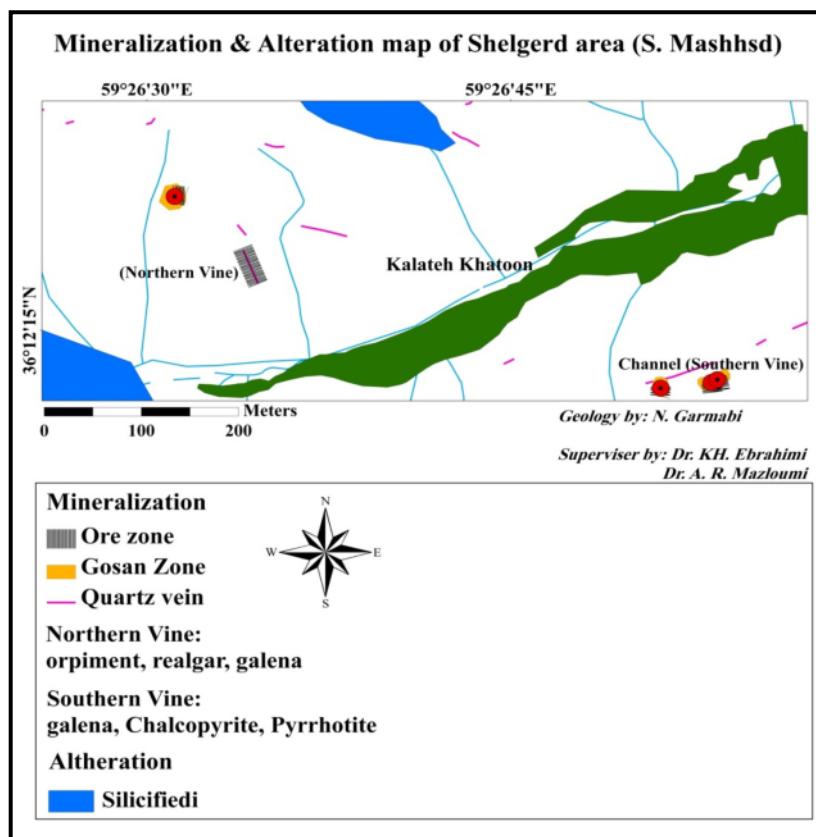 Mineralization & Alteration map of Shelgerd area (S. Mashhsd)
59°26'30"E 59°26'45"E
36°12'15"N
(Northern Vine)
Kalateh Khatoon
Channel (Southern Vine)
Meters
0 100 200
Geology by: N. Garmabi
Superviser by: Dr. KH. Ebrahimi
Dr. A. R. Mazloumi
Mineralization
Ore zone
Gosan Zone
Quartz vein
N
W E
S
Northern Vine:
orpiment, realgar, galena
Southern Vine:
galena, Chalcopyrite, Pyrrhotite
Altheration
Silicifiedi